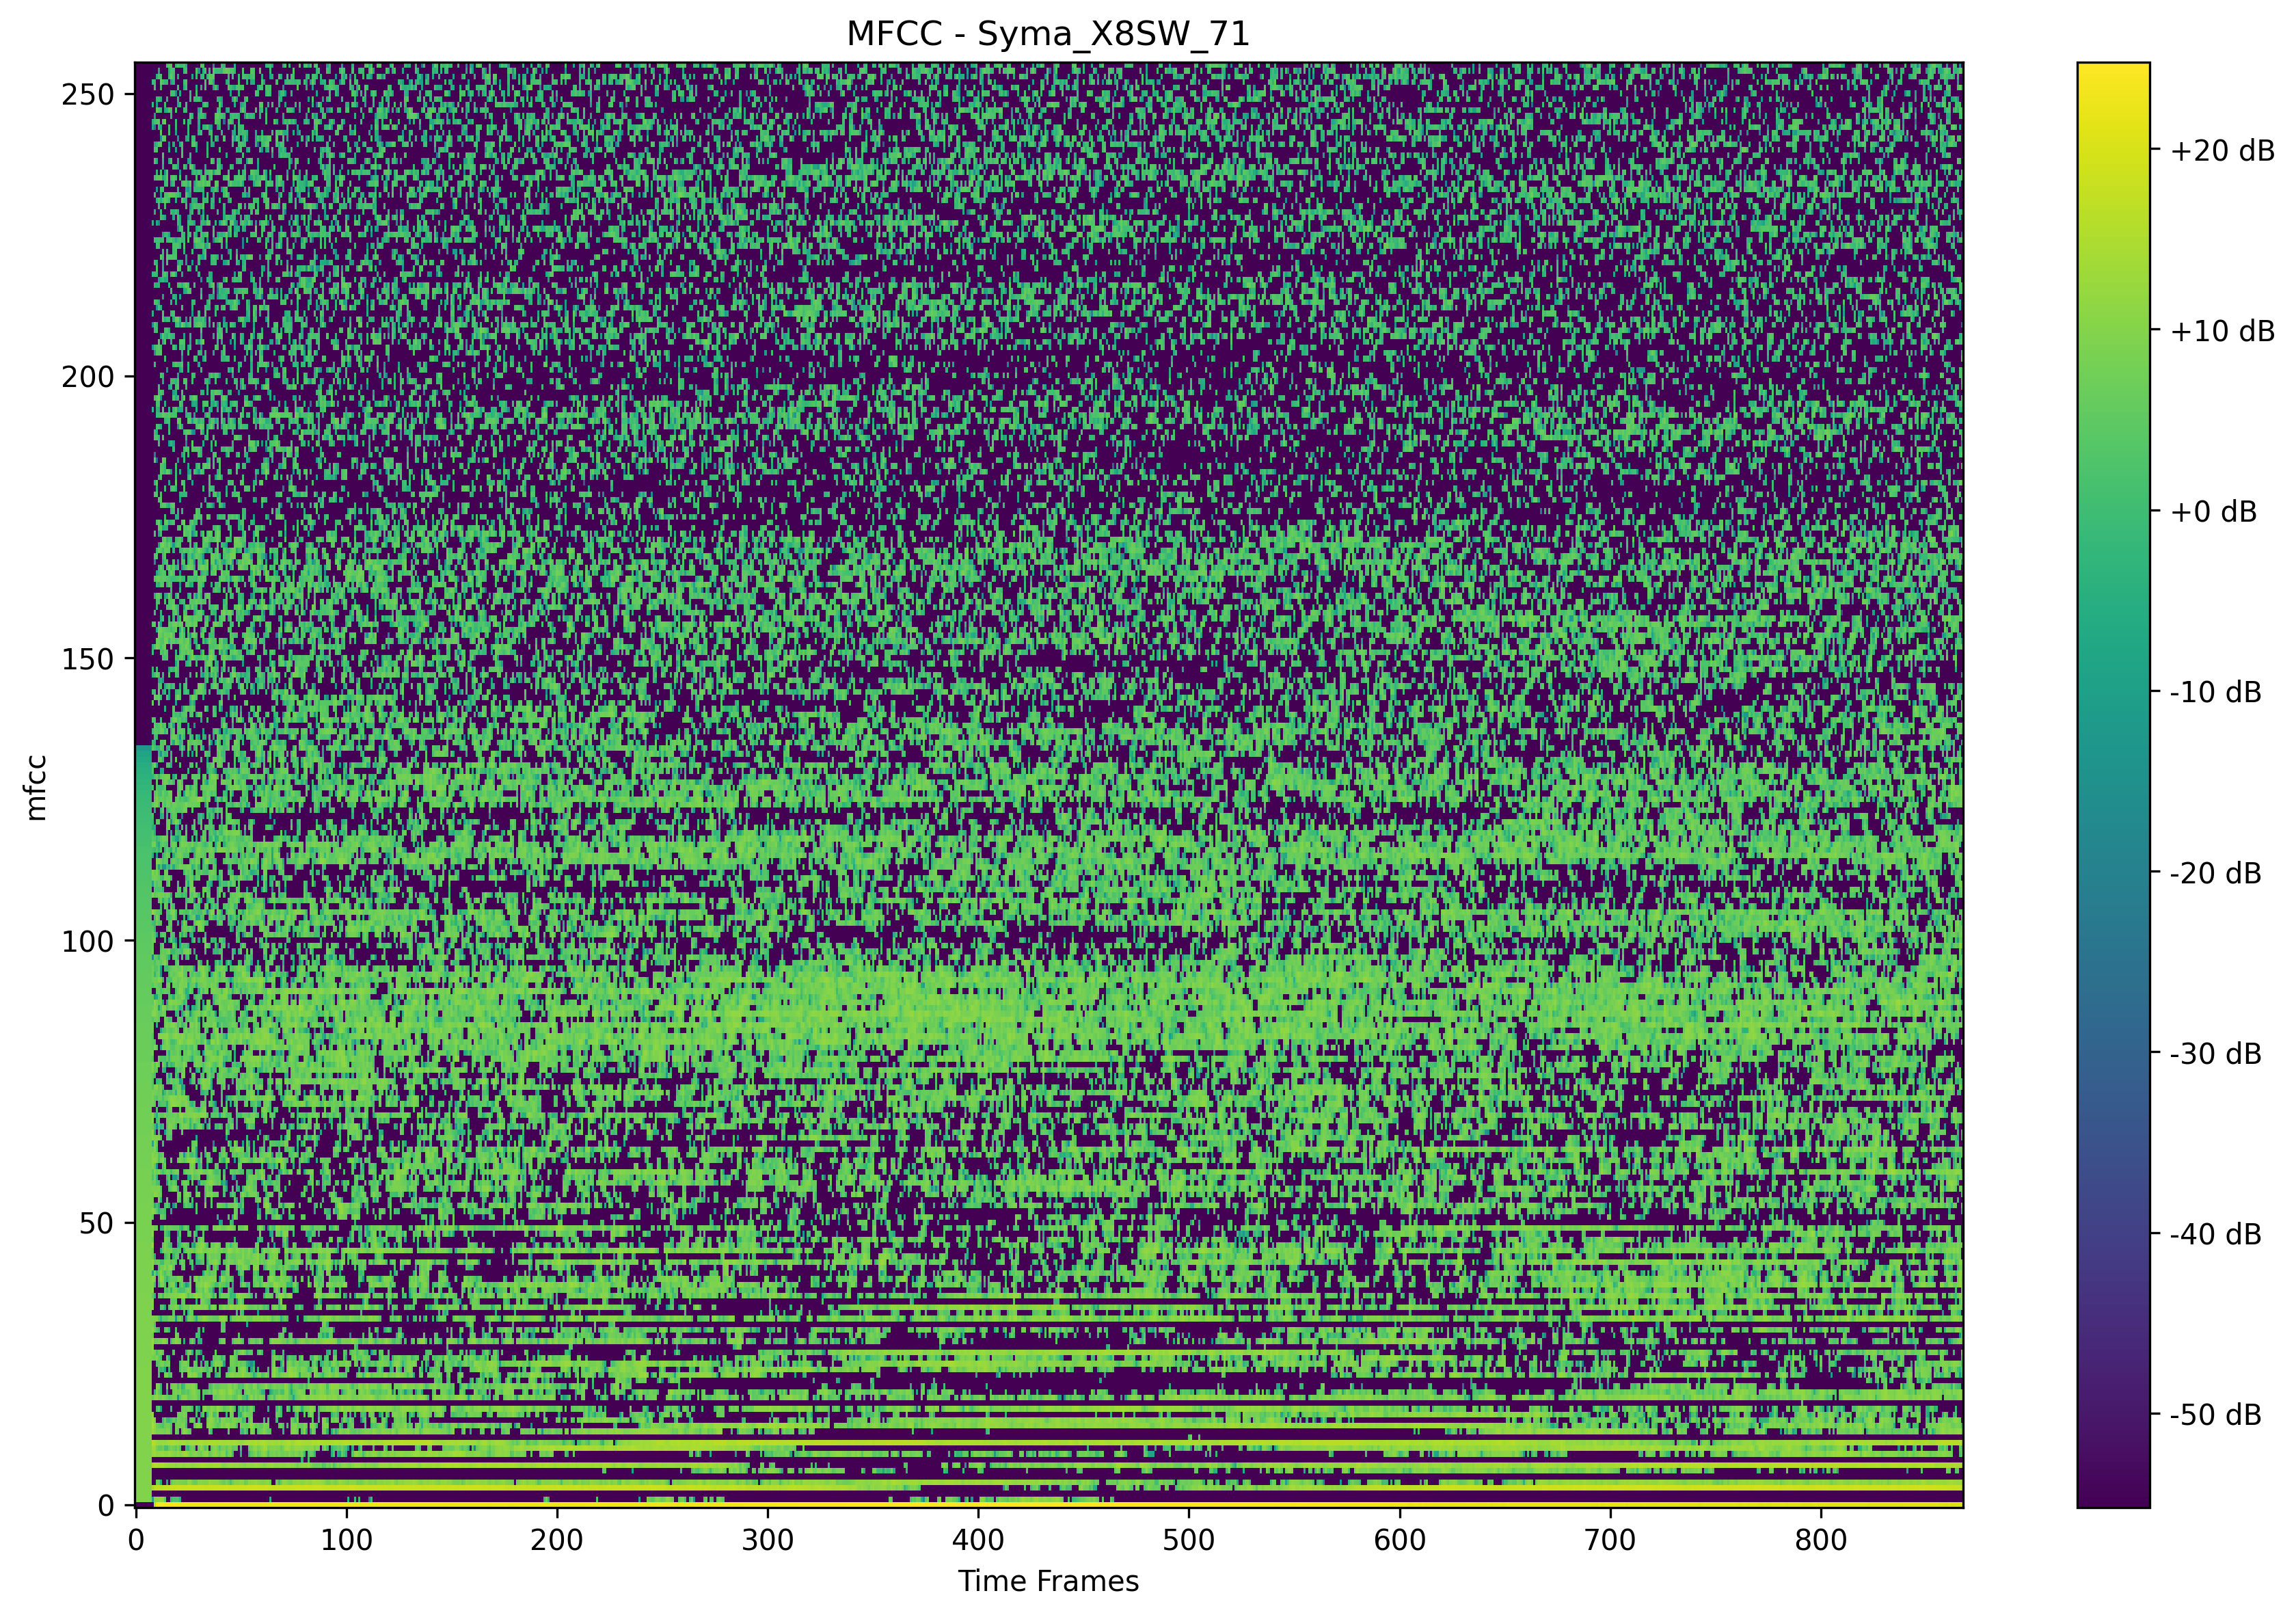 MFCC - Syma_X8SW_71
250
200
150
100
50
0
mfcc
0 100 200 300 400 500 600 700 800
Time Frames
+20 dB
+10 dB
+0 dB
-10 dB
-20 dB
-30 dB
-40 dB
-50 dB